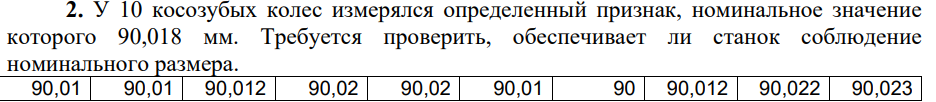 2. У 10 косозубых колес измерялся определенный признак, номинальное значение
которого 90,018 мм. Требуется проверить, обеспечивает ли станок соблюдение
номинального размера.
90,01 90,01 90,012 90,02 90,02 90,01 90 90,012 90,022 90,023